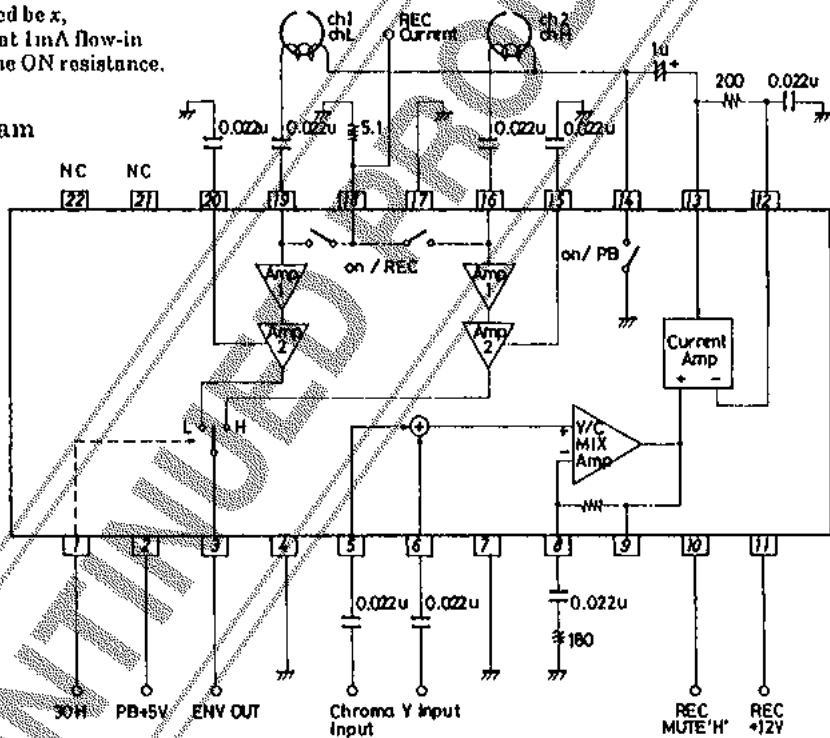 ed be x,
at 1mA flow-in
ne ON resistance.
am
ch1
chL
REC
Current
ch2
chH
1u
+
200
0.022u
0.022u
0.022u
5.1
0.022u
0.022u
NC
NC
22
21
20
19
18
17
16
15
14
13
12
on / REC
on / PB
Amp
1
Amp
1
Amp
2
Amp
2
Current
Amp
+ -
L
H
+
+
V/C
MIX
-
Amp
1
2
3
4
5
6
7
8
9
10
11
0.022u
0.022u
0.022u
180
30H
PB+5V
ENV OUT
Chroma
Input
Y Input
REC
MUTE'H'
REC
+12V
NTINUED PRO